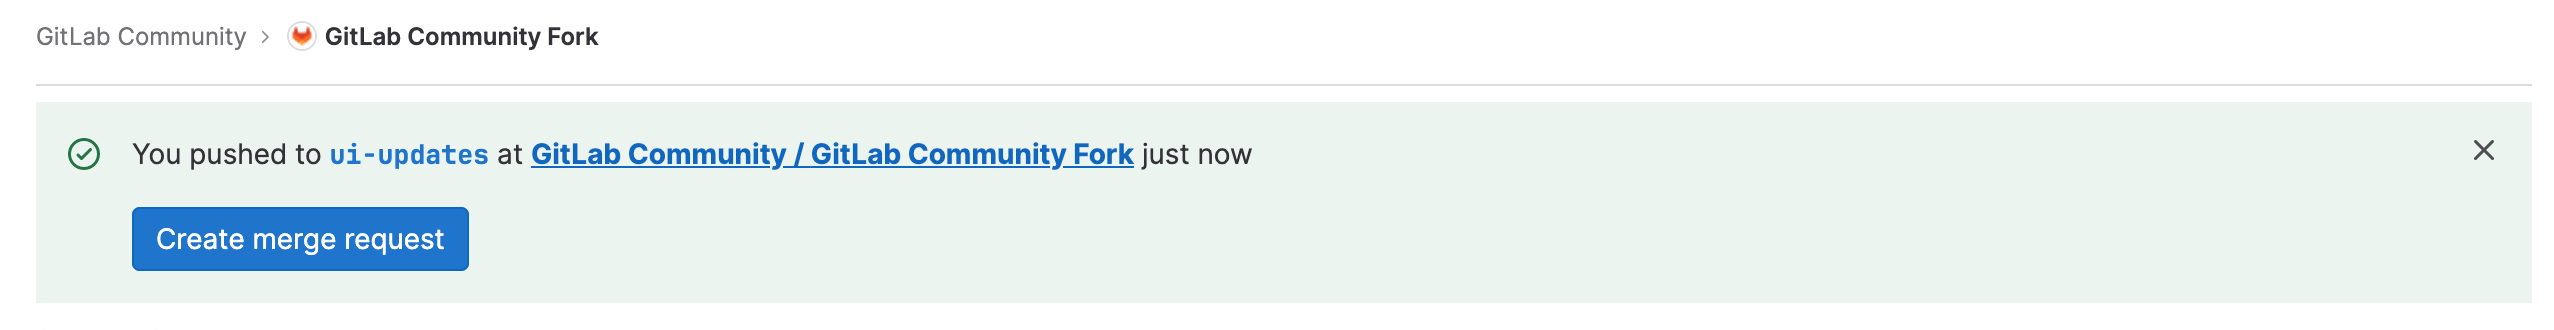 GitLab Community > GitLab Community Fork
You pushed to ui-updates at GitLab Community / GitLab Community Fork just now
Create merge request